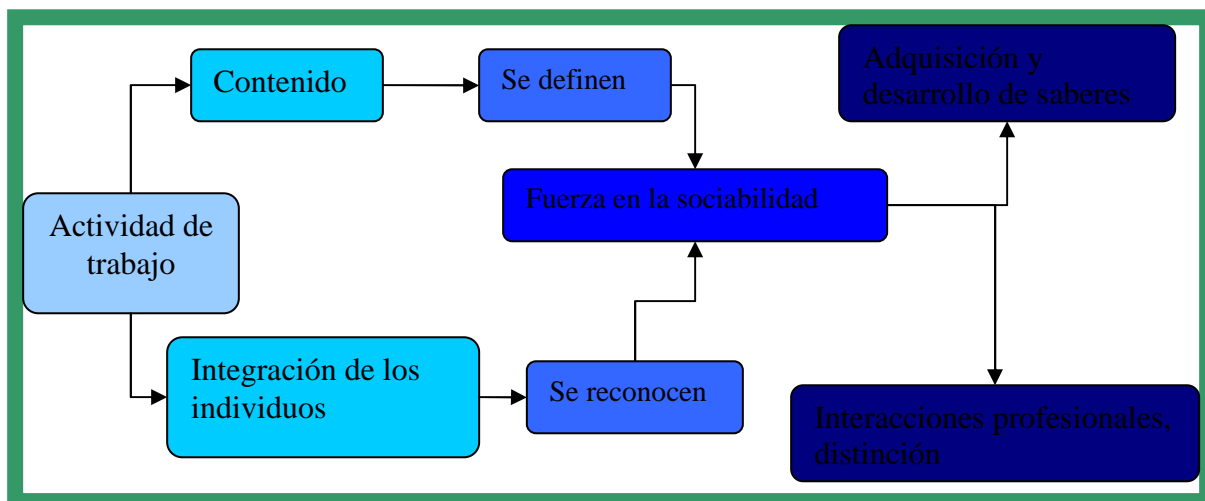 Contenido
Se definen
Adquisición y
desarrollo de saberes
Fuerza en la sociabilidad
Actividad de
trabajo
Integración de los
individuos
Se reconocen
Interacciones profesionales,
distinción